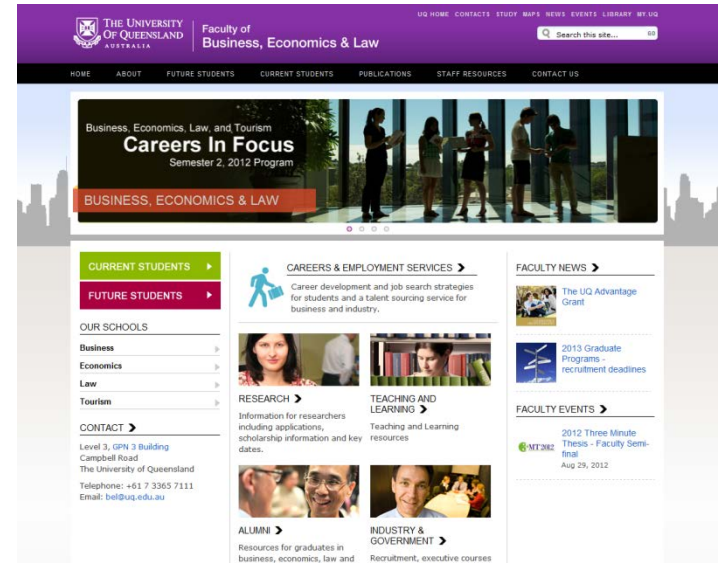 THE UNIVERSITY
OF QUEENSLAND
AUSTRALIA
Faculty of
Business, Economics & Law
UQ HOME CONTACTS STUDY MAPS NEWS EVENTS LIBRARY MY.UQ
Search this site... GO
HOME ABOUT FUTURE STUDENTS CURRENT STUDENTS PUBLICATIONS STAFF RESOURCES CONTACT US
Business, Economics, Law, and Tourism
Careers In Focus
Semester 2, 2012 Program
BUSINESS, ECONOMICS & LAW
CURRENT STUDENTS
FUTURE STUDENTS
OUR SCHOOLS
Business
Economics
Law
Tourism
CONTACT
Level 3, GPN 3 Building
Campbell Road
The University of Queensland
Telephone: +61 7 3365 7111
Email: bel@uq.edu.au
CAREERS & EMPLOYMENT SERVICES
Career development and job search strategies
for students and a talent sourcing service for
business and industry.
RESEARCH
Information for researchers
including applications,
scholarship information and key
dates.
TEACHING AND
LEARNING
Teaching and Learning
resources
ALUMNI
Resources for graduates in
business, economics, law and
INDUSTRY &
GOVERNMENT
Recruitment, executive courses
FACULTY NEWS
The UQ Advantage
Grant
2013 Graduate
Programs -
recruitment deadlines
FACULTY EVENTS
MT 2012
2012 Three Minute
Thesis - Faculty Semi-
final
Aug 29, 2012